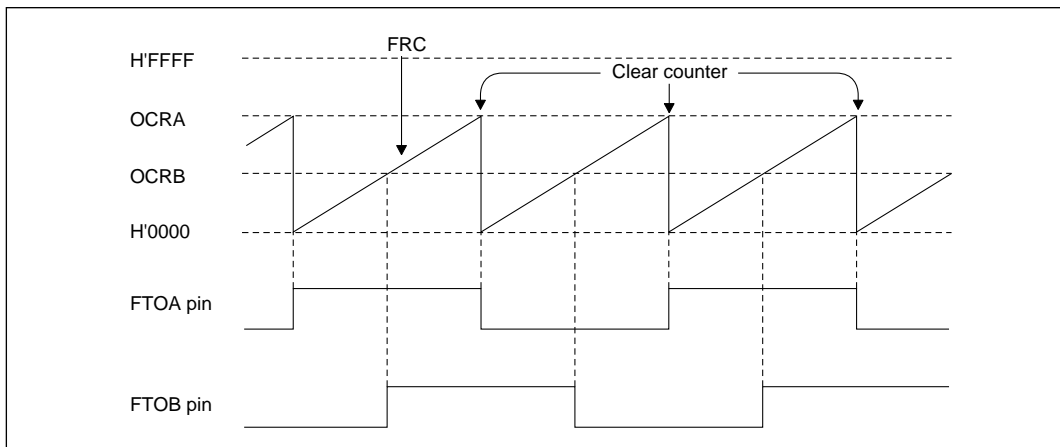 FRC
H'FFFF
Clear counter
OCRA
OCRB
H'0000
FTOA pin
FTOB pin